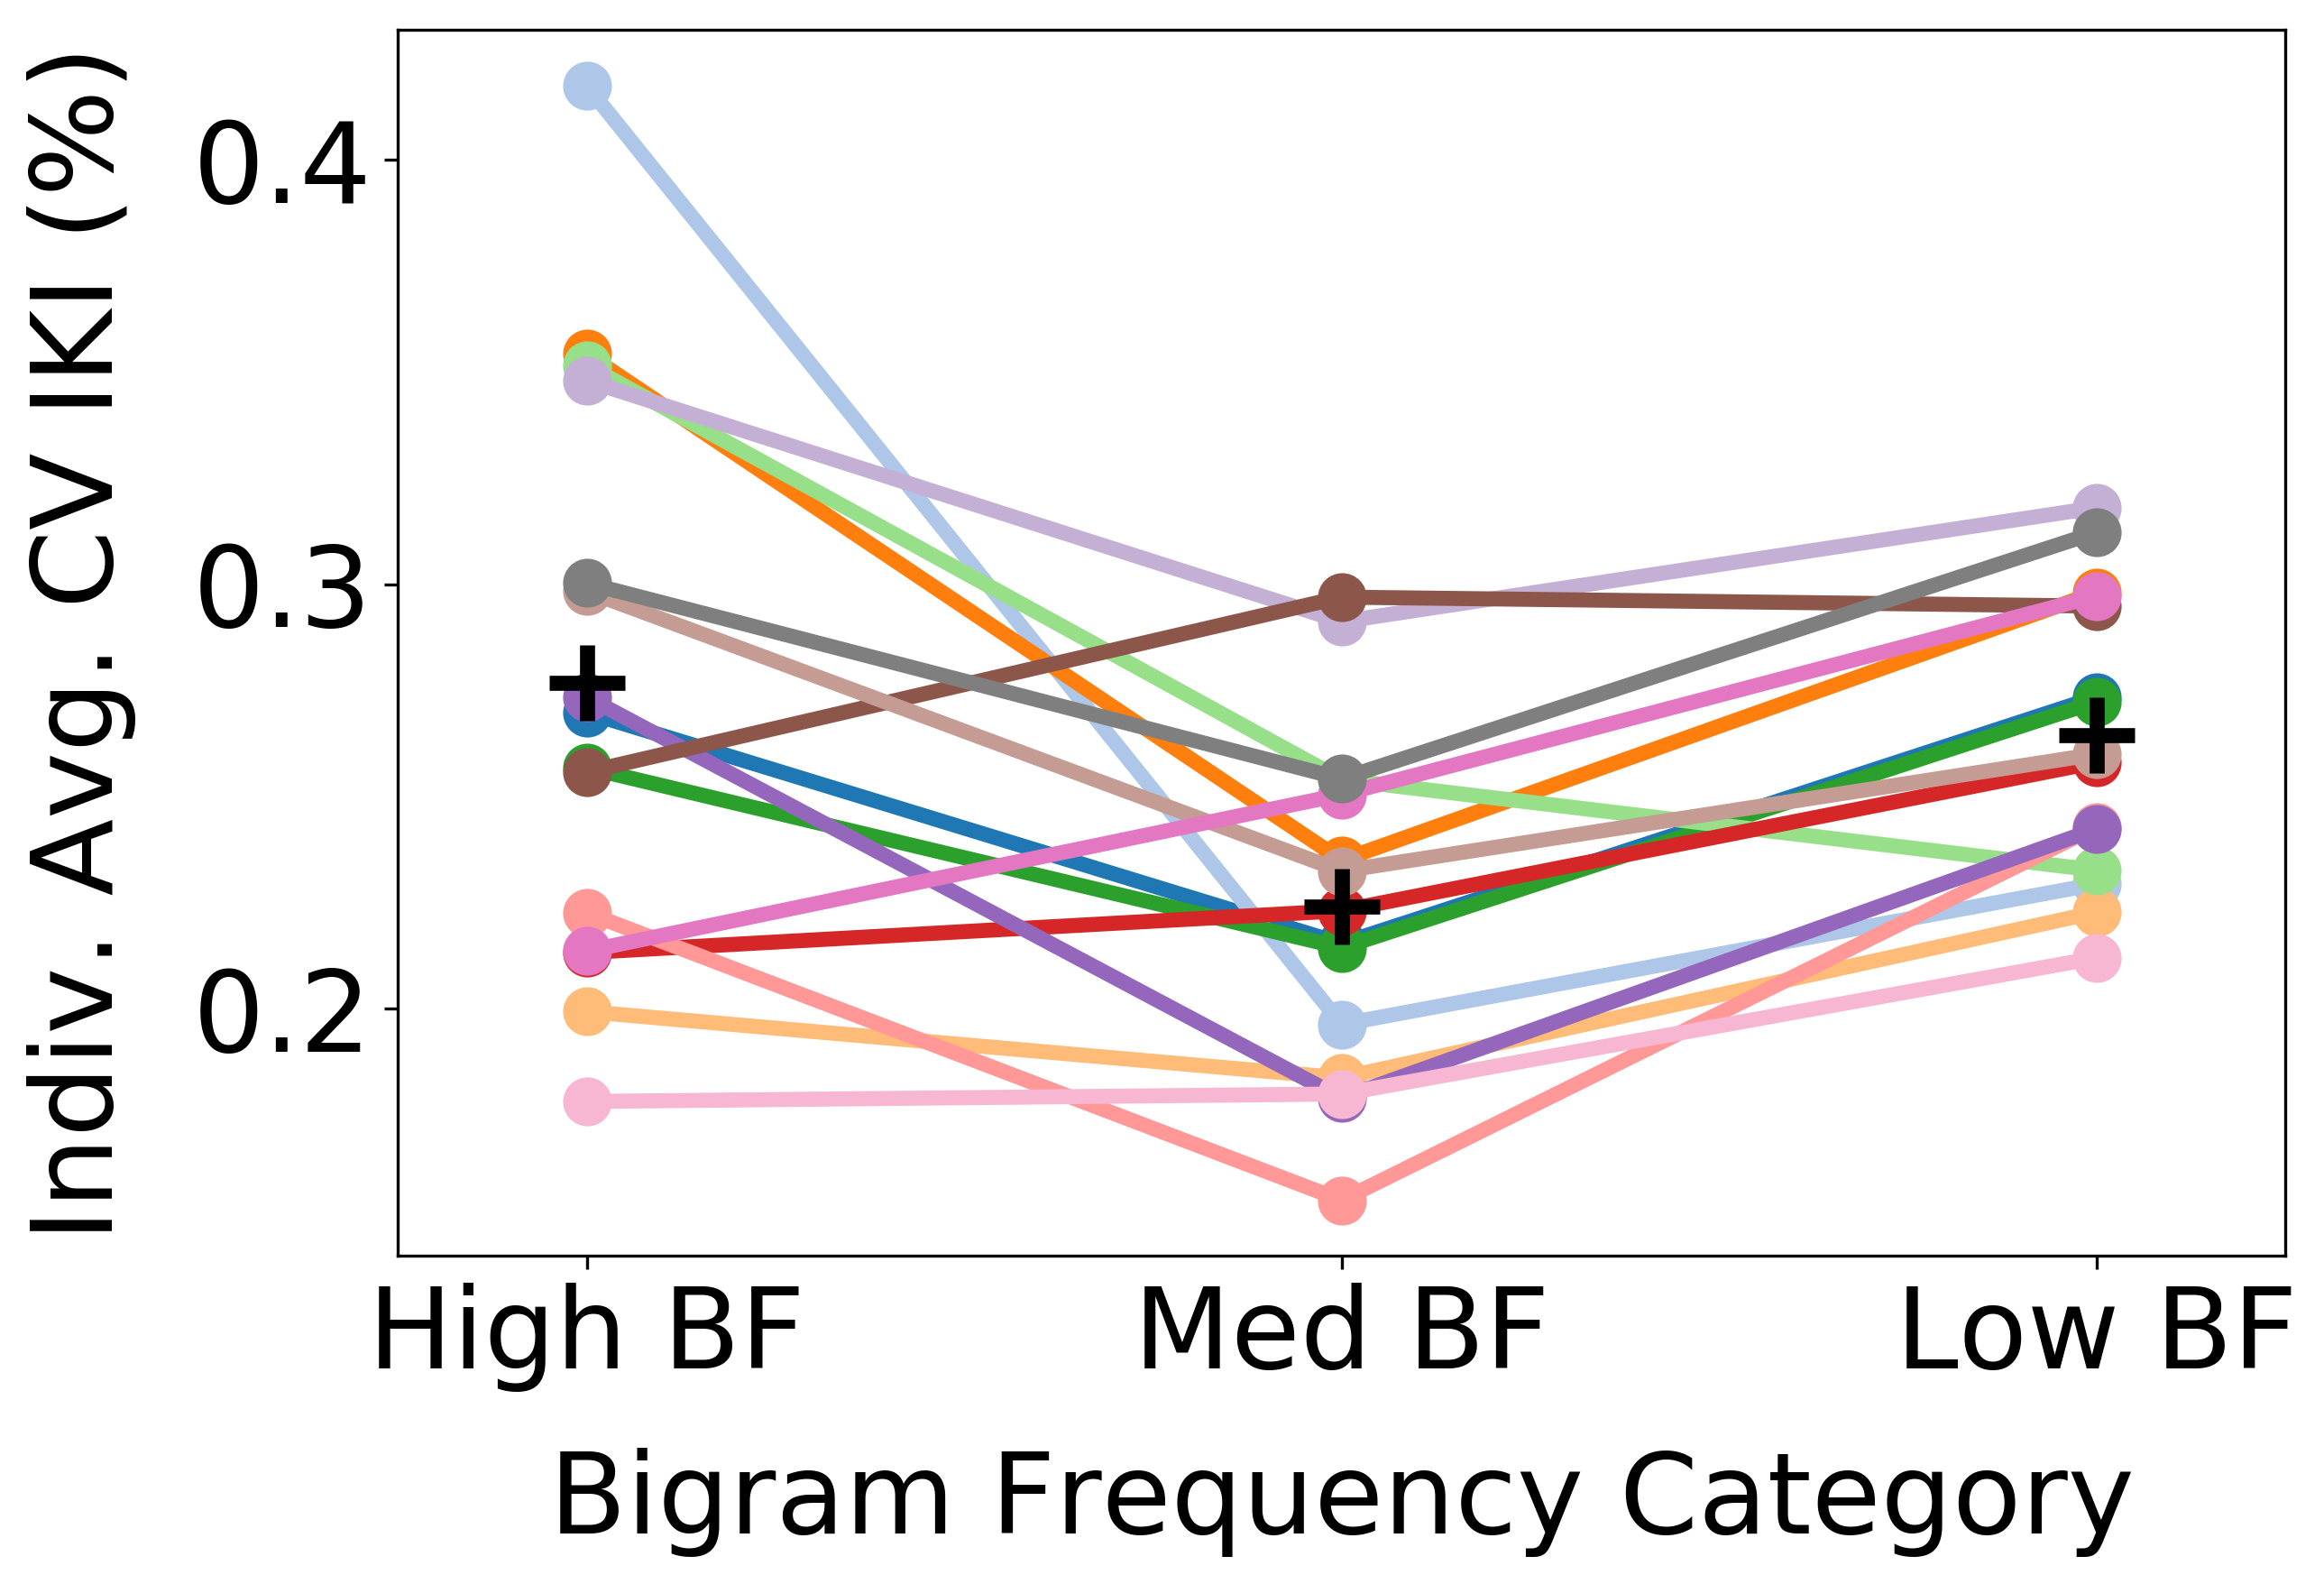 Indiv. Avg. CV IKI (%)
0.4
0.3
0.2
High BF
Med BF
Low BF
Bigram Frequency Category